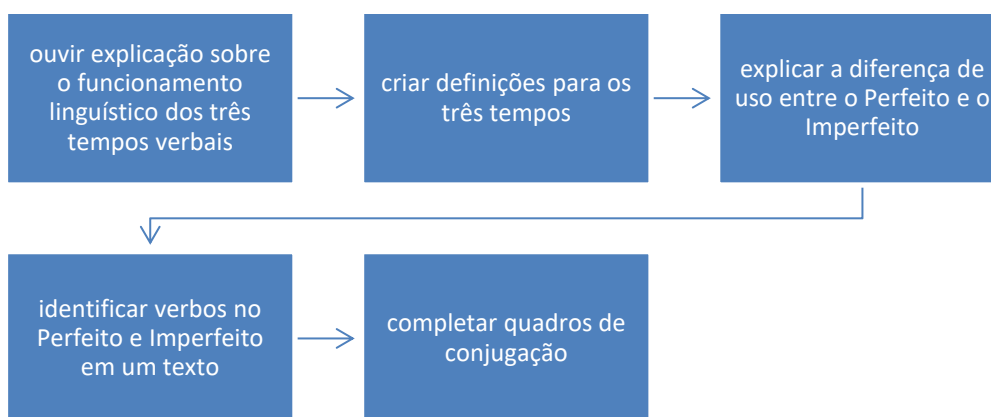 ouvir explicação sobre
o funcionamento
linguístico dos três
tempos verbais
criar definições para os
três tempos
explicar a diferença de
uso entre o Perfeito e o
Imperfeito
identificar verbos no
Perfeito e Imperfeito
em um texto
completar quadros de
conjugação